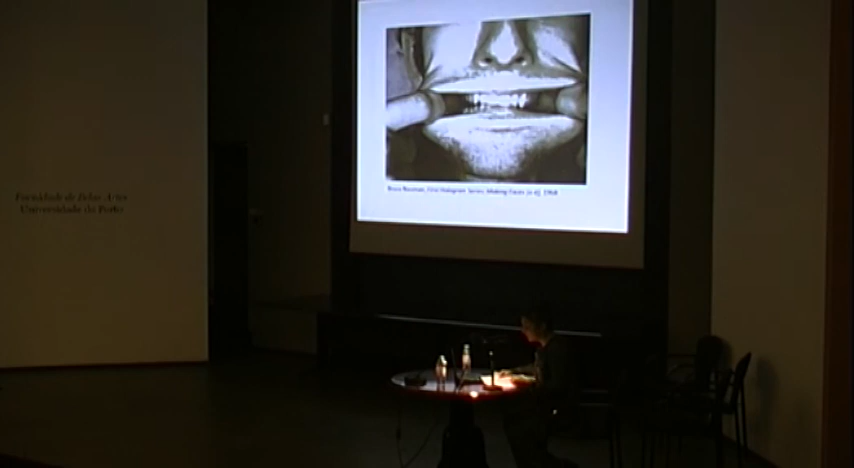 Faculdade de Belas Artes
Universidade do Porto
Bruce Nauman, First Hologram Series: Making Faces [a-k], 1968